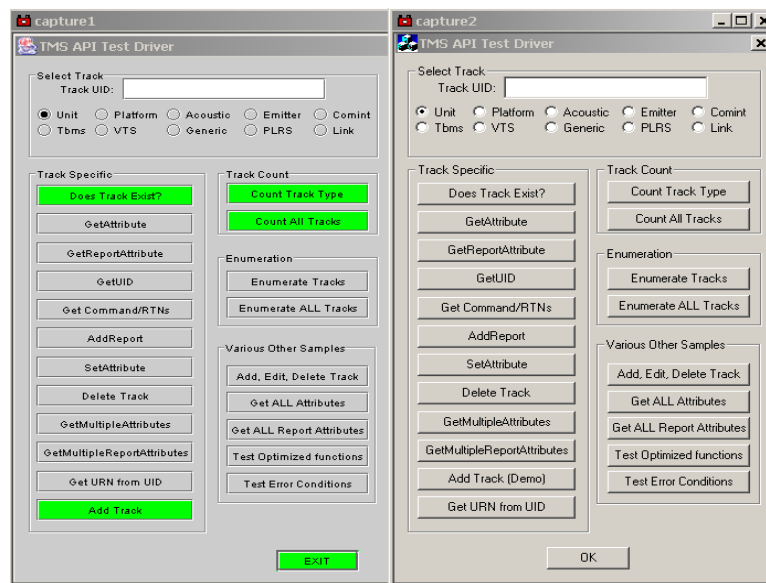 capture1
TMS API Test Driver
Select Track
Track UID:
Unit Platform Acoustic Emitter Comint
Tbms VTS Generic PLRS Link
Track Specific
Does Track Exist?
GetAttribute
GetReportAttribute
GetUID
Get Command/RTNs
AddReport
SetAttribute
Delete Track
GetMultipleAttributes
GetMultipleReportAttributes
Get URN from UID
Add Track
Track Count
Count Track Type
Count All Tracks
Enumeration
Enumerate Tracks
Enumerate ALL Tracks
Various Other Samples
Add, Edit, Delete Track
Get ALL Attributes
Get ALL Report Attributes
Test Optimized functions
Test Error Conditions
EXIT
capture2
TMS API Test Driver
Select Track
Track UID:
Unit Platform Acoustic Emitter Comint
Tbms VTS Generic PLRS Link
Track Specific
Does Track Exist?
GetAttribute
GetReportAttribute
GetUID
Get Command/RTNs
AddReport
SetAttribute
Delete Track
GetMultipleAttributes
GetMultipleReportAttributes
Add Track (Demo)
Get URN from UID
Track Count
Count Track Type
Count All Tracks
Enumeration
Enumerate Tracks
Enumerate ALL Tracks
Various Other Samples
Add, Edit, Delete Track
Get ALL Attributes
Get ALL Report Attributes
Test Optimized functions
Test Error Conditions
OK